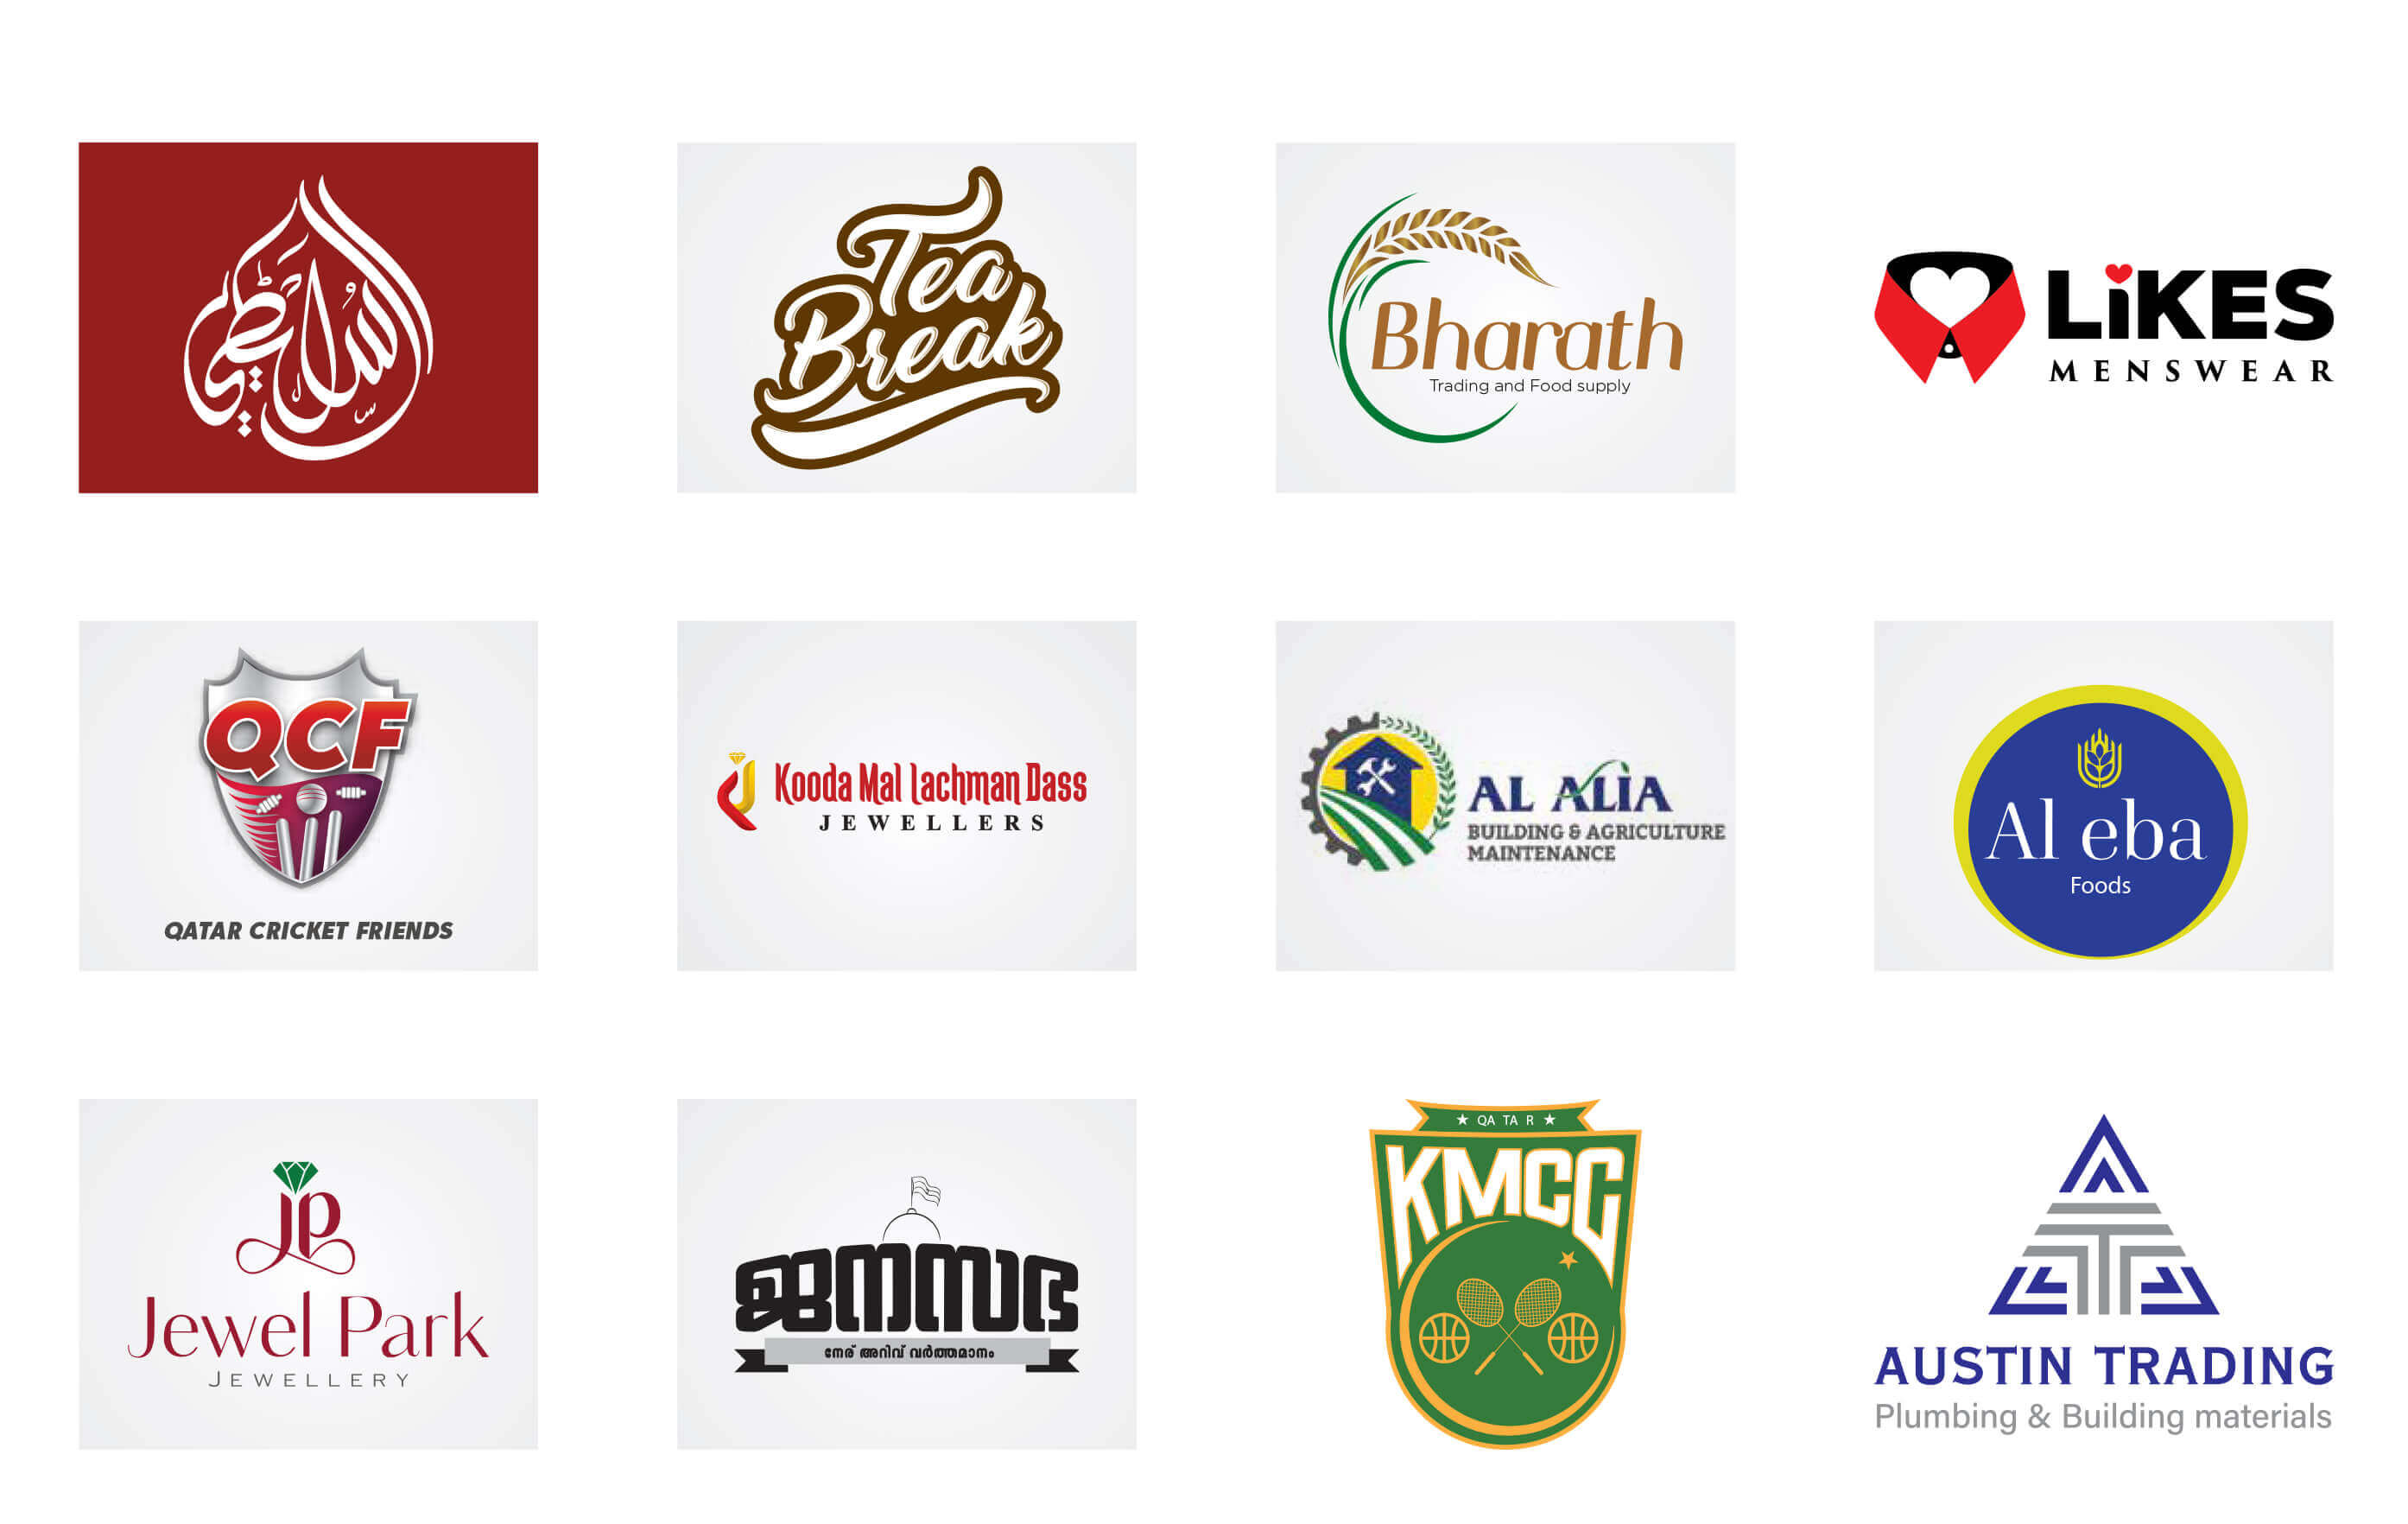 Tea
Break
Bharath
Trading and Food supply
LiKES
MENSWEAR
QCF
QATAR CRICKET FRIENDS
Kooda Mal Lachman Dass
JEWELLERS
AL ALIA
BUILDING & AGRICULTURE
MAINTENANCE
Al eba
Foods
JP
Jewel Park
JEWELLERY
ജനസഭ
നേര് അറിവ് വർത്തമാനം
QATAR
KMCC
AUSTIN TRADING
Plumbing & Building materials